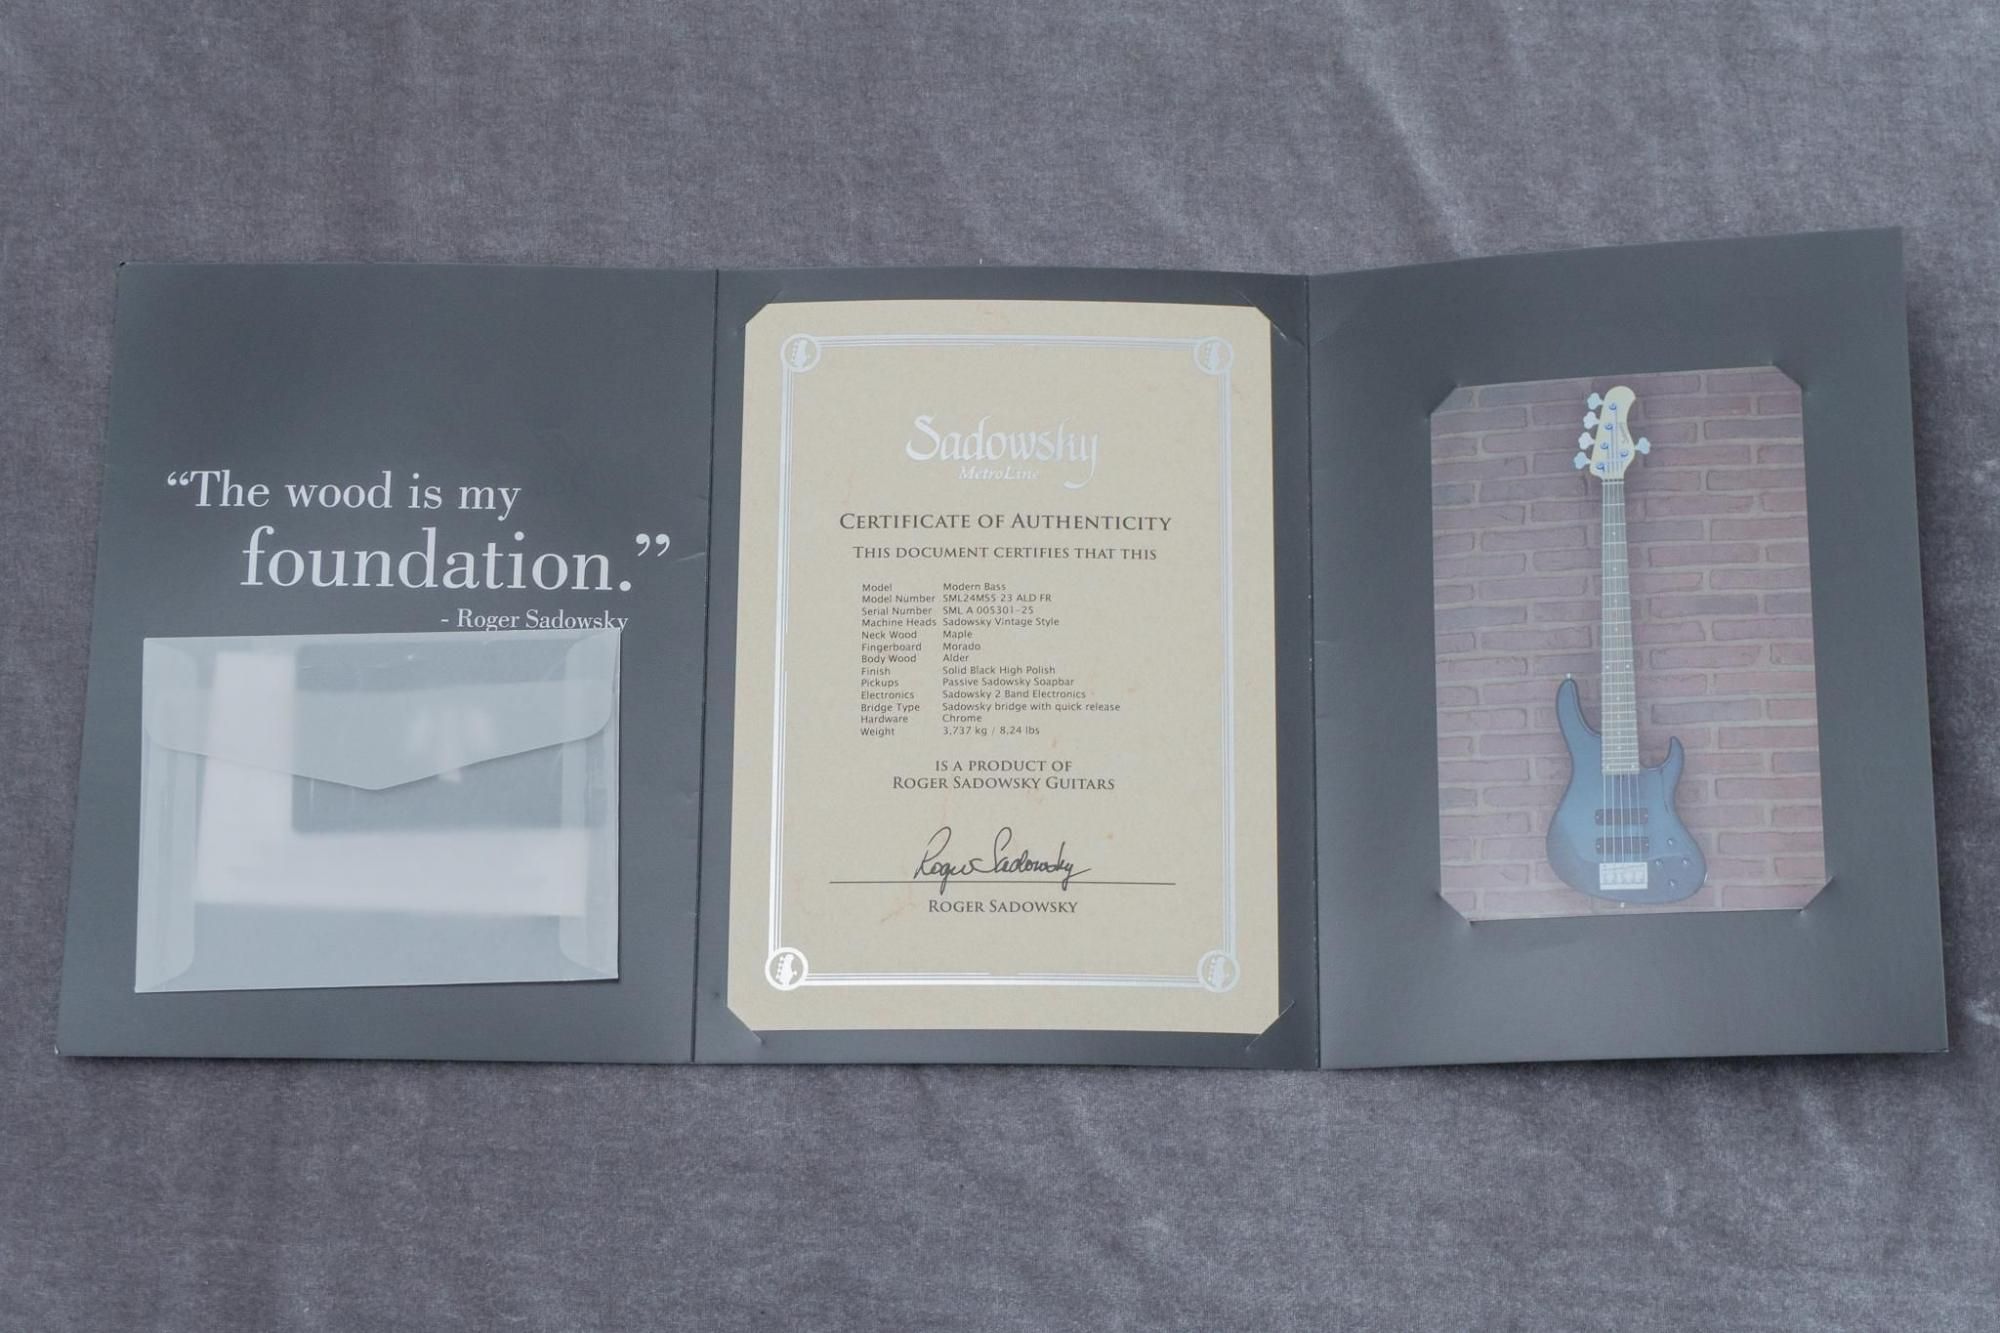 “The wood is my
foundation.”
- Roger Sadowsky
Sadowsky
MetroLine
CERTIFICATE OF AUTHENTICITY
THIS DOCUMENT CERTIFIES THAT THIS
Model Modern Bass
Model Number SML24M5S 23 ALD FR
Serial Number SML A 005301-25
Machine Heads Sadowsky Vintage Style
Neck Wood Maple
Fingerboard Morado
Body Wood Alder
Finish Solid Black High Polish
Pickups Passive Sadowsky Soapbar
Electronics Sadowsky 2 Band Electronics
Bridge Type Sadowsky bridge with quick release
Hardware Chrome
Weight 3,737 kg / 8,24 lbs
IS A PRODUCT OF
ROGER SADOWSKY GUITARS
Roger Sadowsky
ROGER SADOWSKY